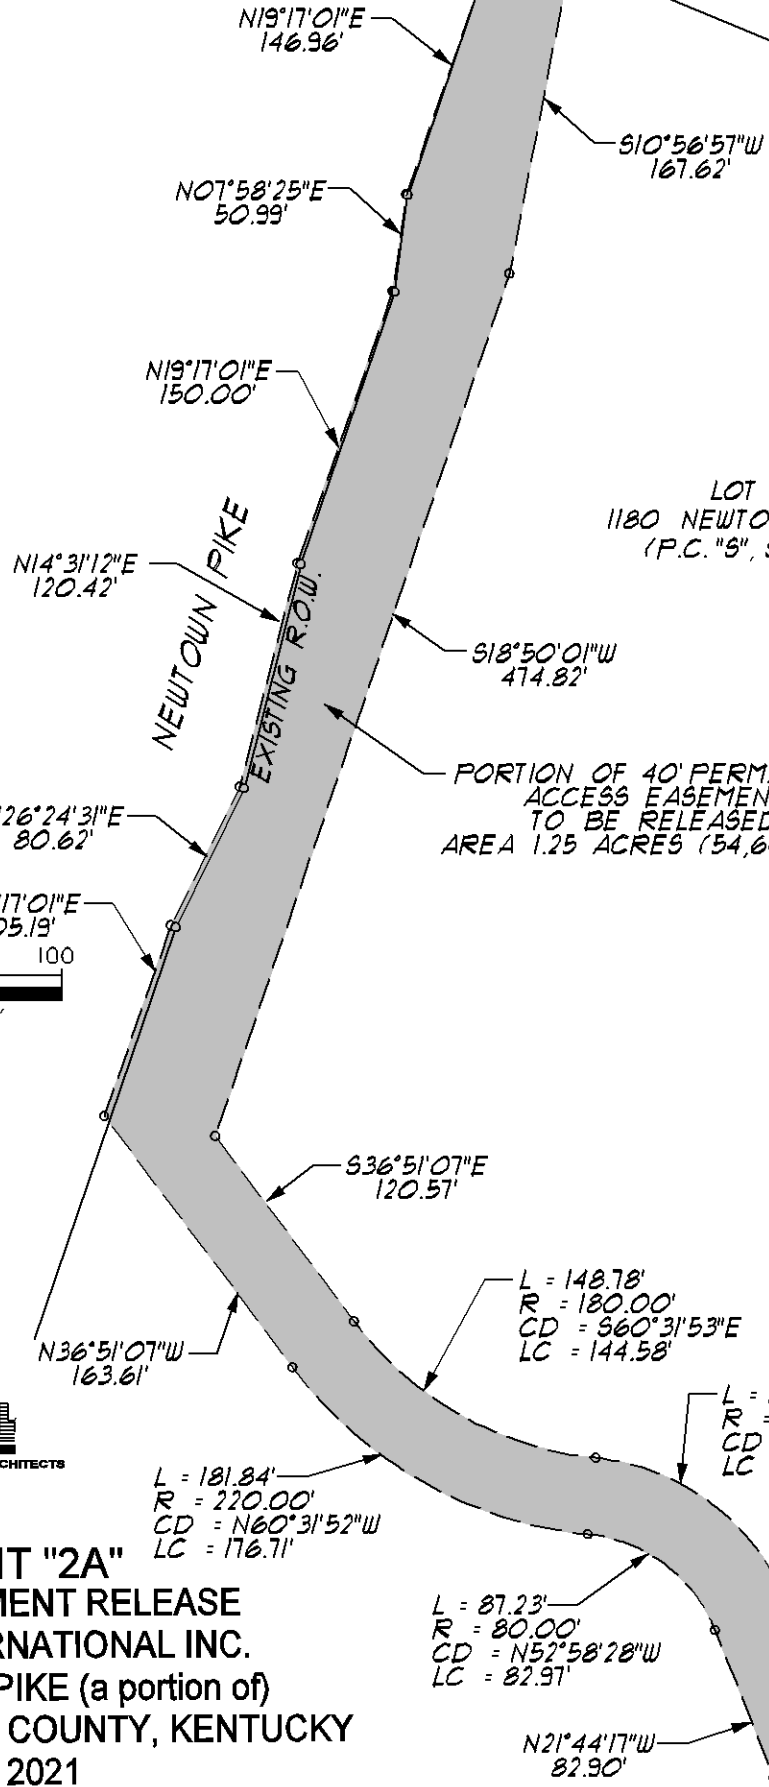 N19°17'01"E
146.96'
S10°56'57"W
167.62'
N07°58'25"E
50.99'
N19°17'01"E
150.00'
LOT
1180 NEWTO
(P.C. "S", S
NEWTOWN PIKE
N14°31'12"E
120.42'
EXISTING R.O.W.
S18°50'01"W
474.82'
PORTION OF 40' PERM
ACCESS EASEMEN
TO BE RELEASED
AREA 1.25 ACRES (54,6
26°24'31"E
80.62'
17'01"E
05.19'
100
S36°51'07"E
120.57'
L = 148.78'
R = 180.00'
CD = S60°31'53"E
LC = 144.58'
N36°51'07"W
163.61'
L =
R =
CD
LC
CHITECTS
L = 181.84'
R = 220.00'
CD = N60°31'52"W
LC = 176.71'
IT "2A"
MENT RELEASE
RNATIONAL INC.
PIKE (a portion of)
COUNTY, KENTUCKY
2021
L = 87.23'
R = 80.00'
CD = N52°58'28"W
LC = 82.97'
N21°44'17"W
82.90'